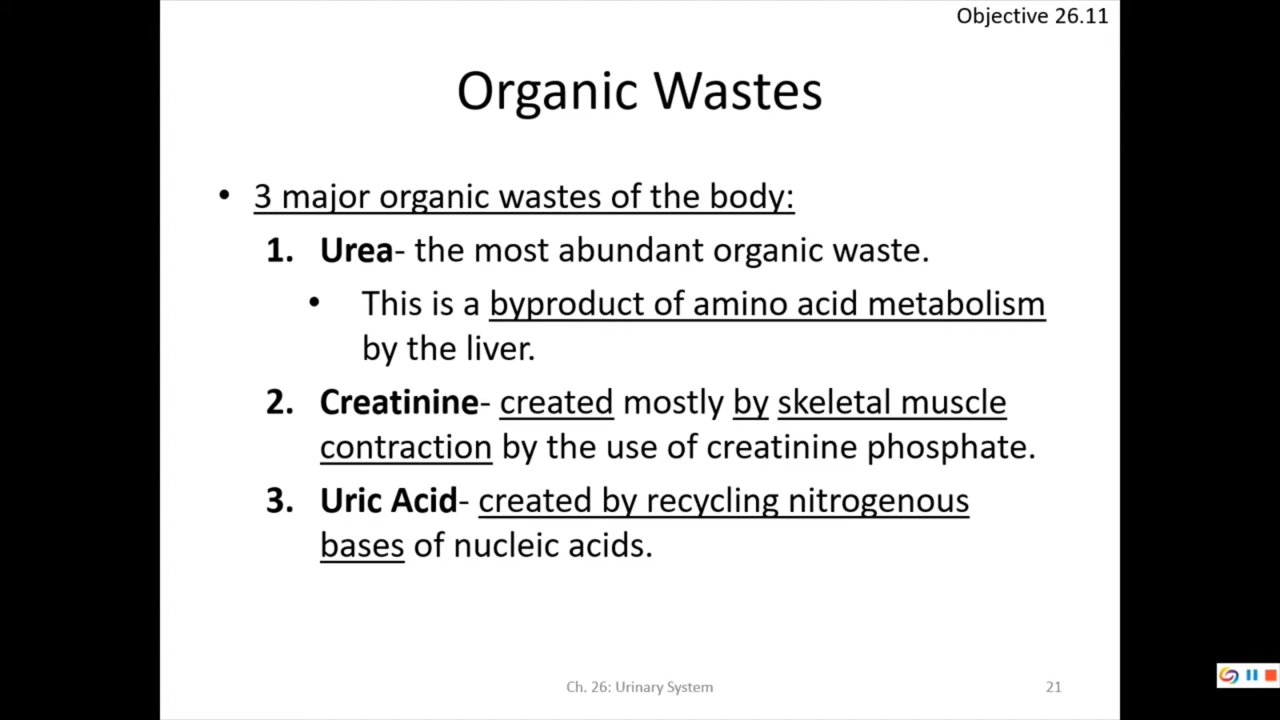 Objective 26.11
Organic Wastes
• 3 major organic wastes of the body:
1. Urea- the most abundant organic waste.
• This is a byproduct of amino acid metabolism
by the liver.
2. Creatinine- created mostly by skeletal muscle
contraction by the use of creatinine phosphate.
3. Uric Acid- created by recycling nitrogenous
bases of nucleic acids.
Ch. 26: Urinary System
21